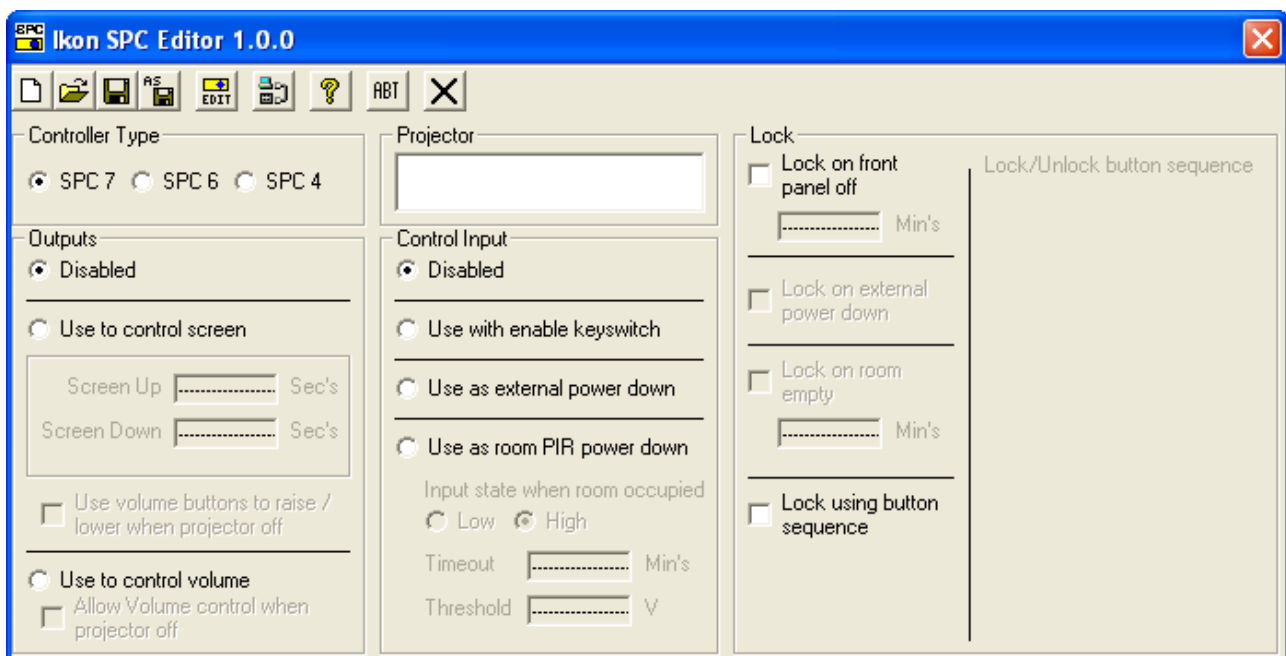 SPC
Ikon SPC Editor 1.0.0
AS
EDIT
?
ABT
Controller Type
SPC 7
SPC 6
SPC 4
Projector
Lock
Lock on front
panel off
Min's
Lock on external
power down
Lock on room
empty
Min's
Lock using button
sequence
Lock/Unlock button sequence
Outputs
Disabled
Use to control screen
Screen Up
Sec's
Screen Down
Sec's
Use volume buttons to raise /
lower when projector off
Use to control volume
Allow Volume control when
projector off
Control Input
Disabled
Use with enable keyswitch
Use as external power down
Use as room PIR power down
Input state when room occupied
Low
High
Timeout
Min's
Threshold
V